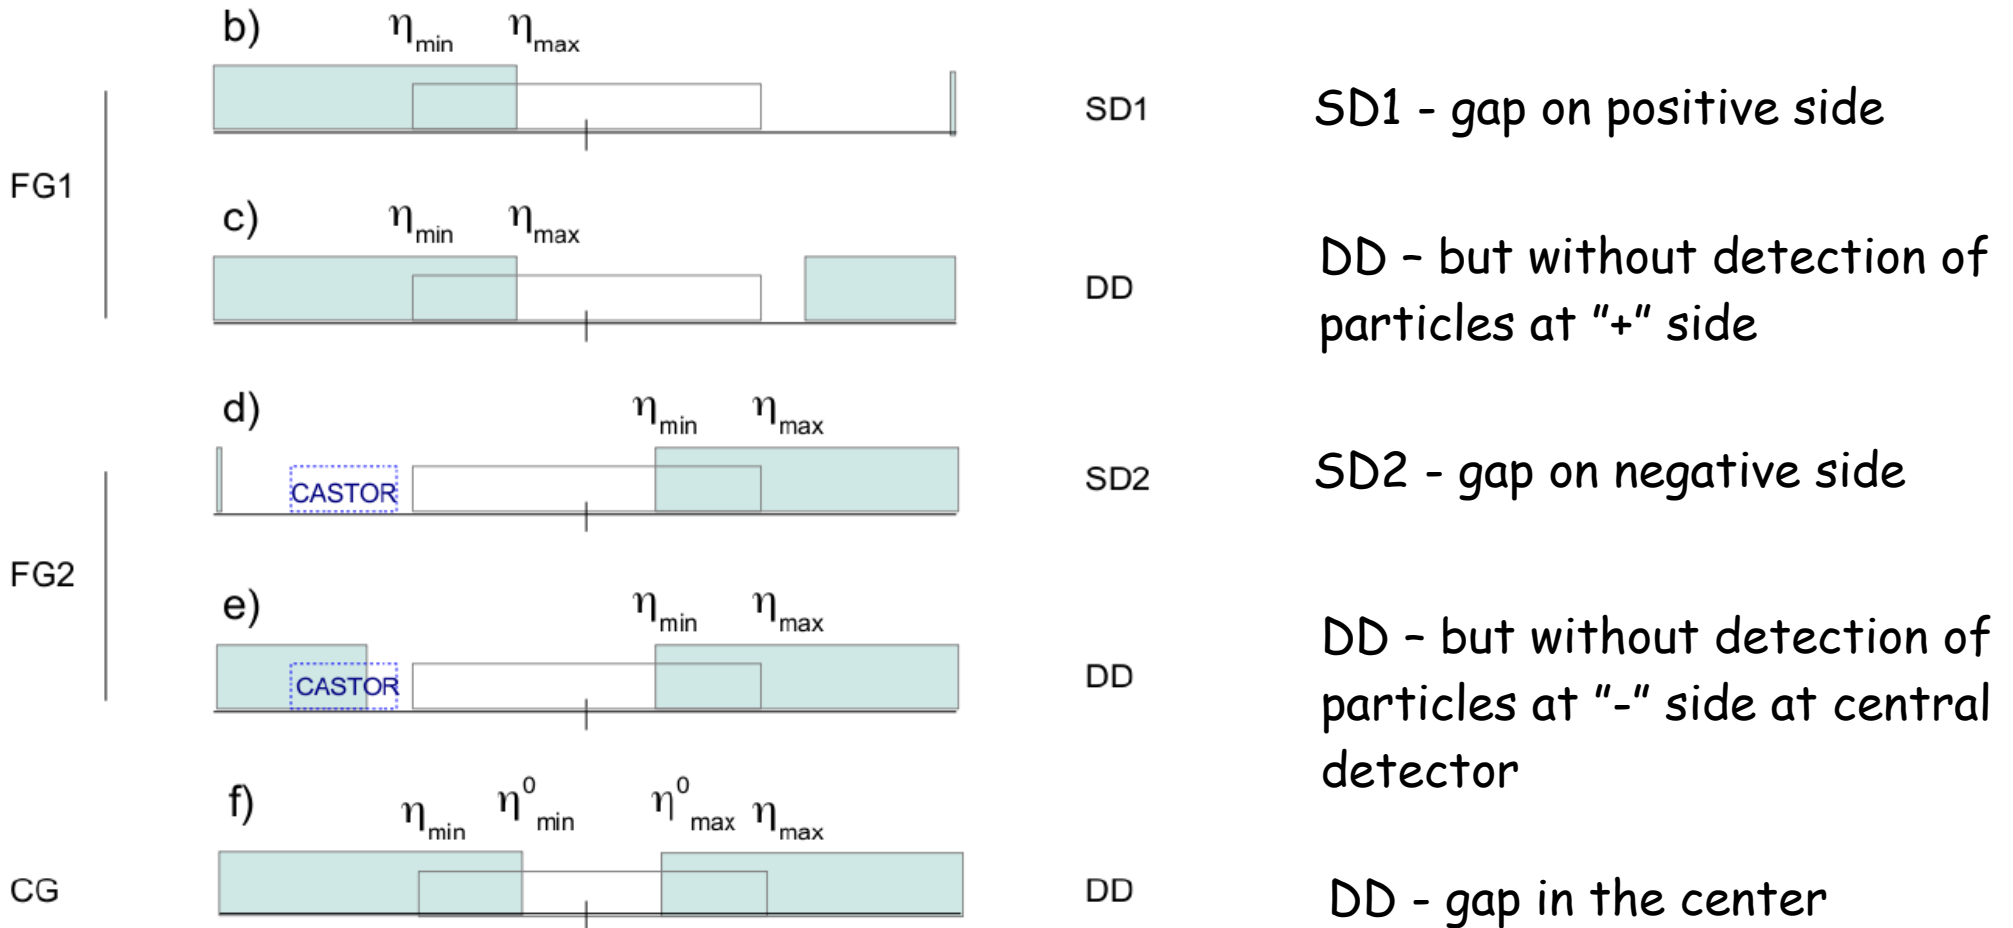 b) ηmin ηmax
SD1 SD1 - gap on positive side
FG1
c) ηmin ηmax
DD DD – but without detection of
particles at "+" side
d) ηmin ηmax
CASTOR SD2 SD2 - gap on negative side
FG2
e) ηmin ηmax
CASTOR DD DD – but without detection of
particles at "-" side at central
detector
f) ηmin η⁰min η⁰max ηmax
CG DD DD - gap in the center